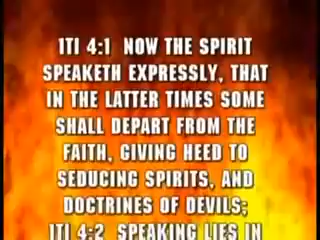 1TI 4:1 NOW THE SPIRIT
SPEAKETH EXPRESSLY, THAT
IN THE LATTER TIMES SOME
SHALL DEPART FROM THE
FAITH, GIVING HEED TO
SEDUCING SPIRITS, AND
DOCTRINES OF DEVILS;
1TI 4:2 SPEAKING LIES IN